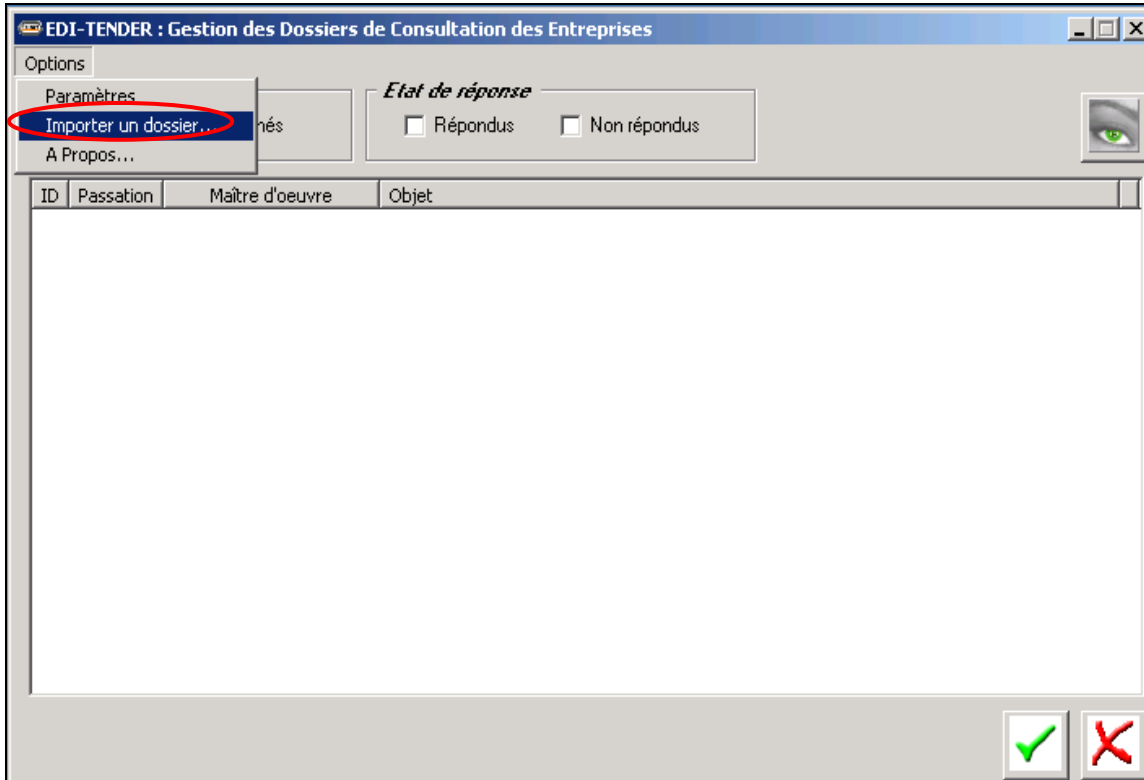 EDI-TENDER : Gestion des Dossiers de Consultation des Entreprises
Options
Paramètres
Importer un dossier...
A Propos...
nés
Etat de réponse
Répondus
Non répondus
ID Passation Maître d'oeuvre Objet